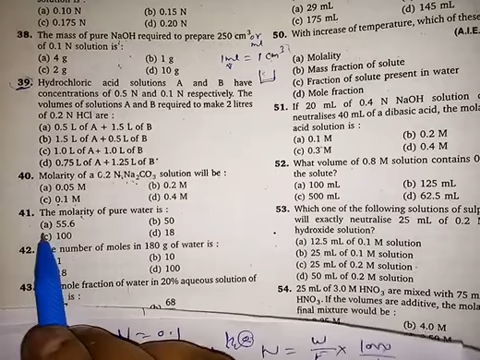 (a) 0.10 N (b) 0.15 N
(c) 0.175 N (d) 0.20 N
38. The mass of pure NaOH required to prepare 250 cm³ or ml
of 0.1 N solution is:
(a) 4 g (b) 1 g
(c) 2 g (d) 10 g
1ml = 1 cm³
39. Hydrochloric acid solutions A and B have
concentrations of 0.5 N and 0.1 N respectively. The
volumes of solutions A and B required to make 2 litres
of 0.2 N HCl are:
(a) 0.5 L of A + 1.5 L of B
(b) 1.5 L of A + 0.5 L of B
(c) 1.0 L of A + 1.0 L of B
(d) 0.75 L of A + 1.25 L of B
40. Molarity of a 0.2 N Na₂CO₃ solution will be:
(a) 0.05 M (b) 0.2 M
(c) 0.1 M (d) 0.4 M
41. The molarity of pure water is:
(a) 55.6 (b) 50
(c) 100 (d) 18
42. number of moles in 180 g of water is:
1 (b) 10
8 (d) 100
43. mole fraction of water in 20% aqueous solution of
is:
68
N = 0.1
N = w × 1000
(a) 29 mL (d) 145 mL
(c) 175 mL
50. With increase of temperature, which of these
(A.I.E.
(a) Molality
(b) Mass fraction of solute
(c) Fraction of solute present in water
(d) Mole fraction
51. If 20 mL of 0.4 N NaOH solution
neutralises 40 mL of a dibasic acid, the mola
acid solution is:
(a) 0.1 M (b) 0.2 M
(c) 0.3 M (d) 0.4 M
52. What volume of 0.8 M solution contains 0
the solute?
(a) 100 mL (b) 125 mL
(c) 500 mL (d) 62.5 mL
53. Which one of the following solutions of sulp
will exactly neutralise 25 mL of 0.2
hydroxide solution?
(a) 12.5 mL of 0.1 M solution
(b) 25 mL of 0.1 M solution
(c) 25 mL of 0.2 M solution
(d) 50 mL of 0.2 M solution
54. 25 mL of 3.0 M HNO₃ are mixed with 75 m
HNO₃. If the volumes are additive, the mola
final mixture would be:
(b) 4.0 M